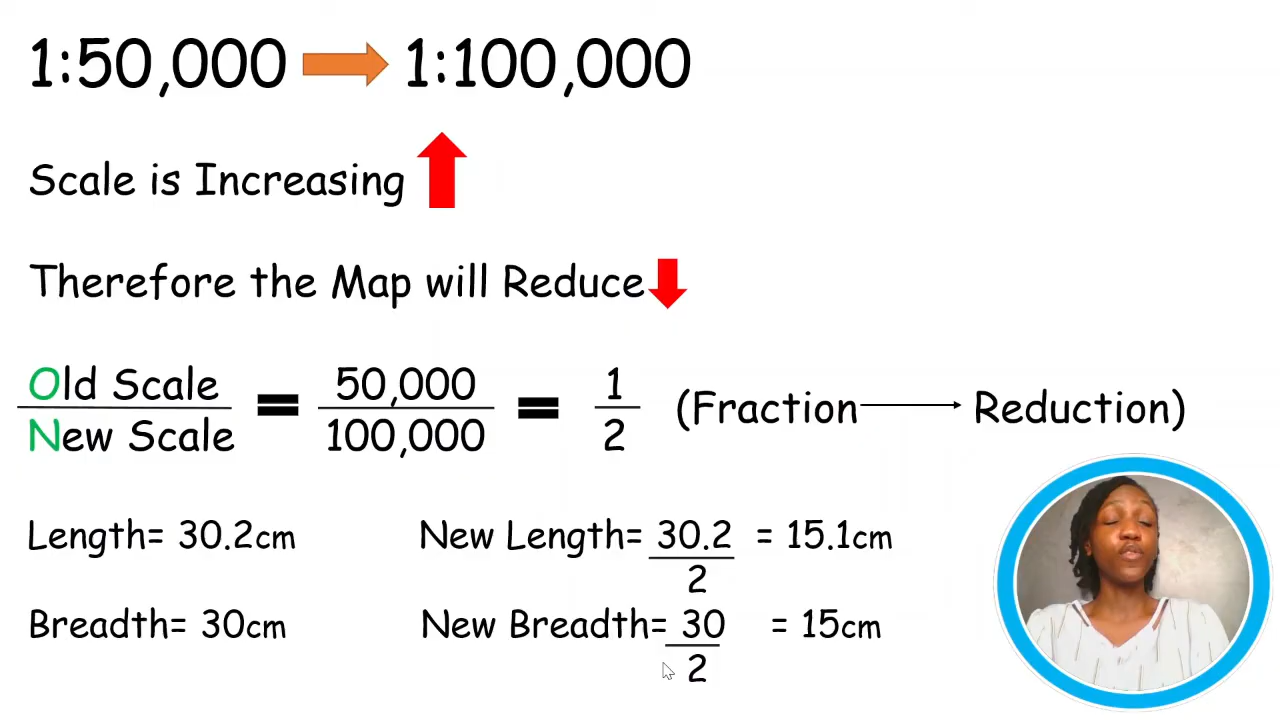 1:50,000 1:100,000
Scale is Increasing
Therefore the Map will Reduce
Old Scale = 50,000 = 1 (Fraction Reduction)
New Scale 100,000 2
Length= 30.2cm New Length= 30.2 = 15.1cm
2
Breadth= 30cm New Breadth= 30 = 15cm
2